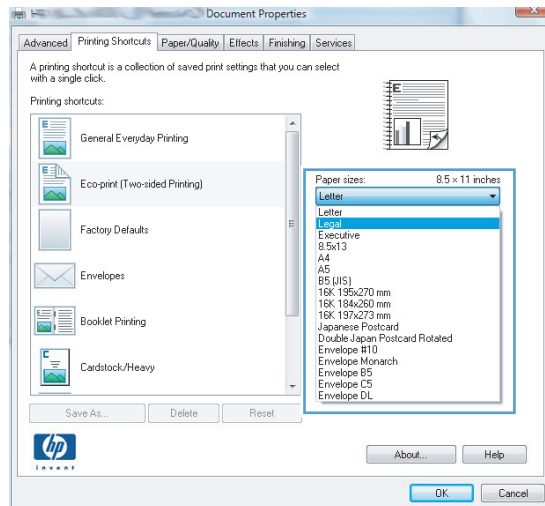 Document Properties
Advanced
Printing Shortcuts
Paper/Quality
Effects
Finishing
Services
A printing shortcut is a collection of saved print settings that you can select
with a single click.
Printing shortcuts:
General Everyday Printing
Eco-print (Two-sided Printing)
Factory Defaults
Envelopes
Booklet Printing
Cardstock/Heavy
E
Paper sizes:
8.5 × 11 inches
Letter
Letter
Legal
Executive
8.5x13
A4
A5
B5 (JIS)
16K 195x270 mm
16K 184x260 mm
16K 197x273 mm
Japanese Postcard
Double Japan Postcard Rotated
Envelope #10
Envelope Monarch
Envelope B5
Envelope C5
Envelope DL
Save As...
Delete
Reset
hp
invent
About...
Help
OK
Cancel